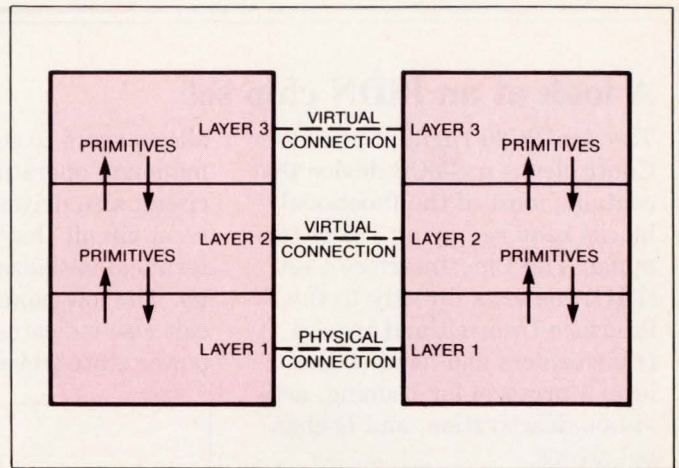 LAYER 3 VIRTUAL CONNECTION LAYER 3
PRIMITIVES PRIMITIVES
LAYER 2 VIRTUAL CONNECTION LAYER 2
PRIMITIVES PRIMITIVES
LAYER 1 PHYSICAL CONNECTION LAYER 1